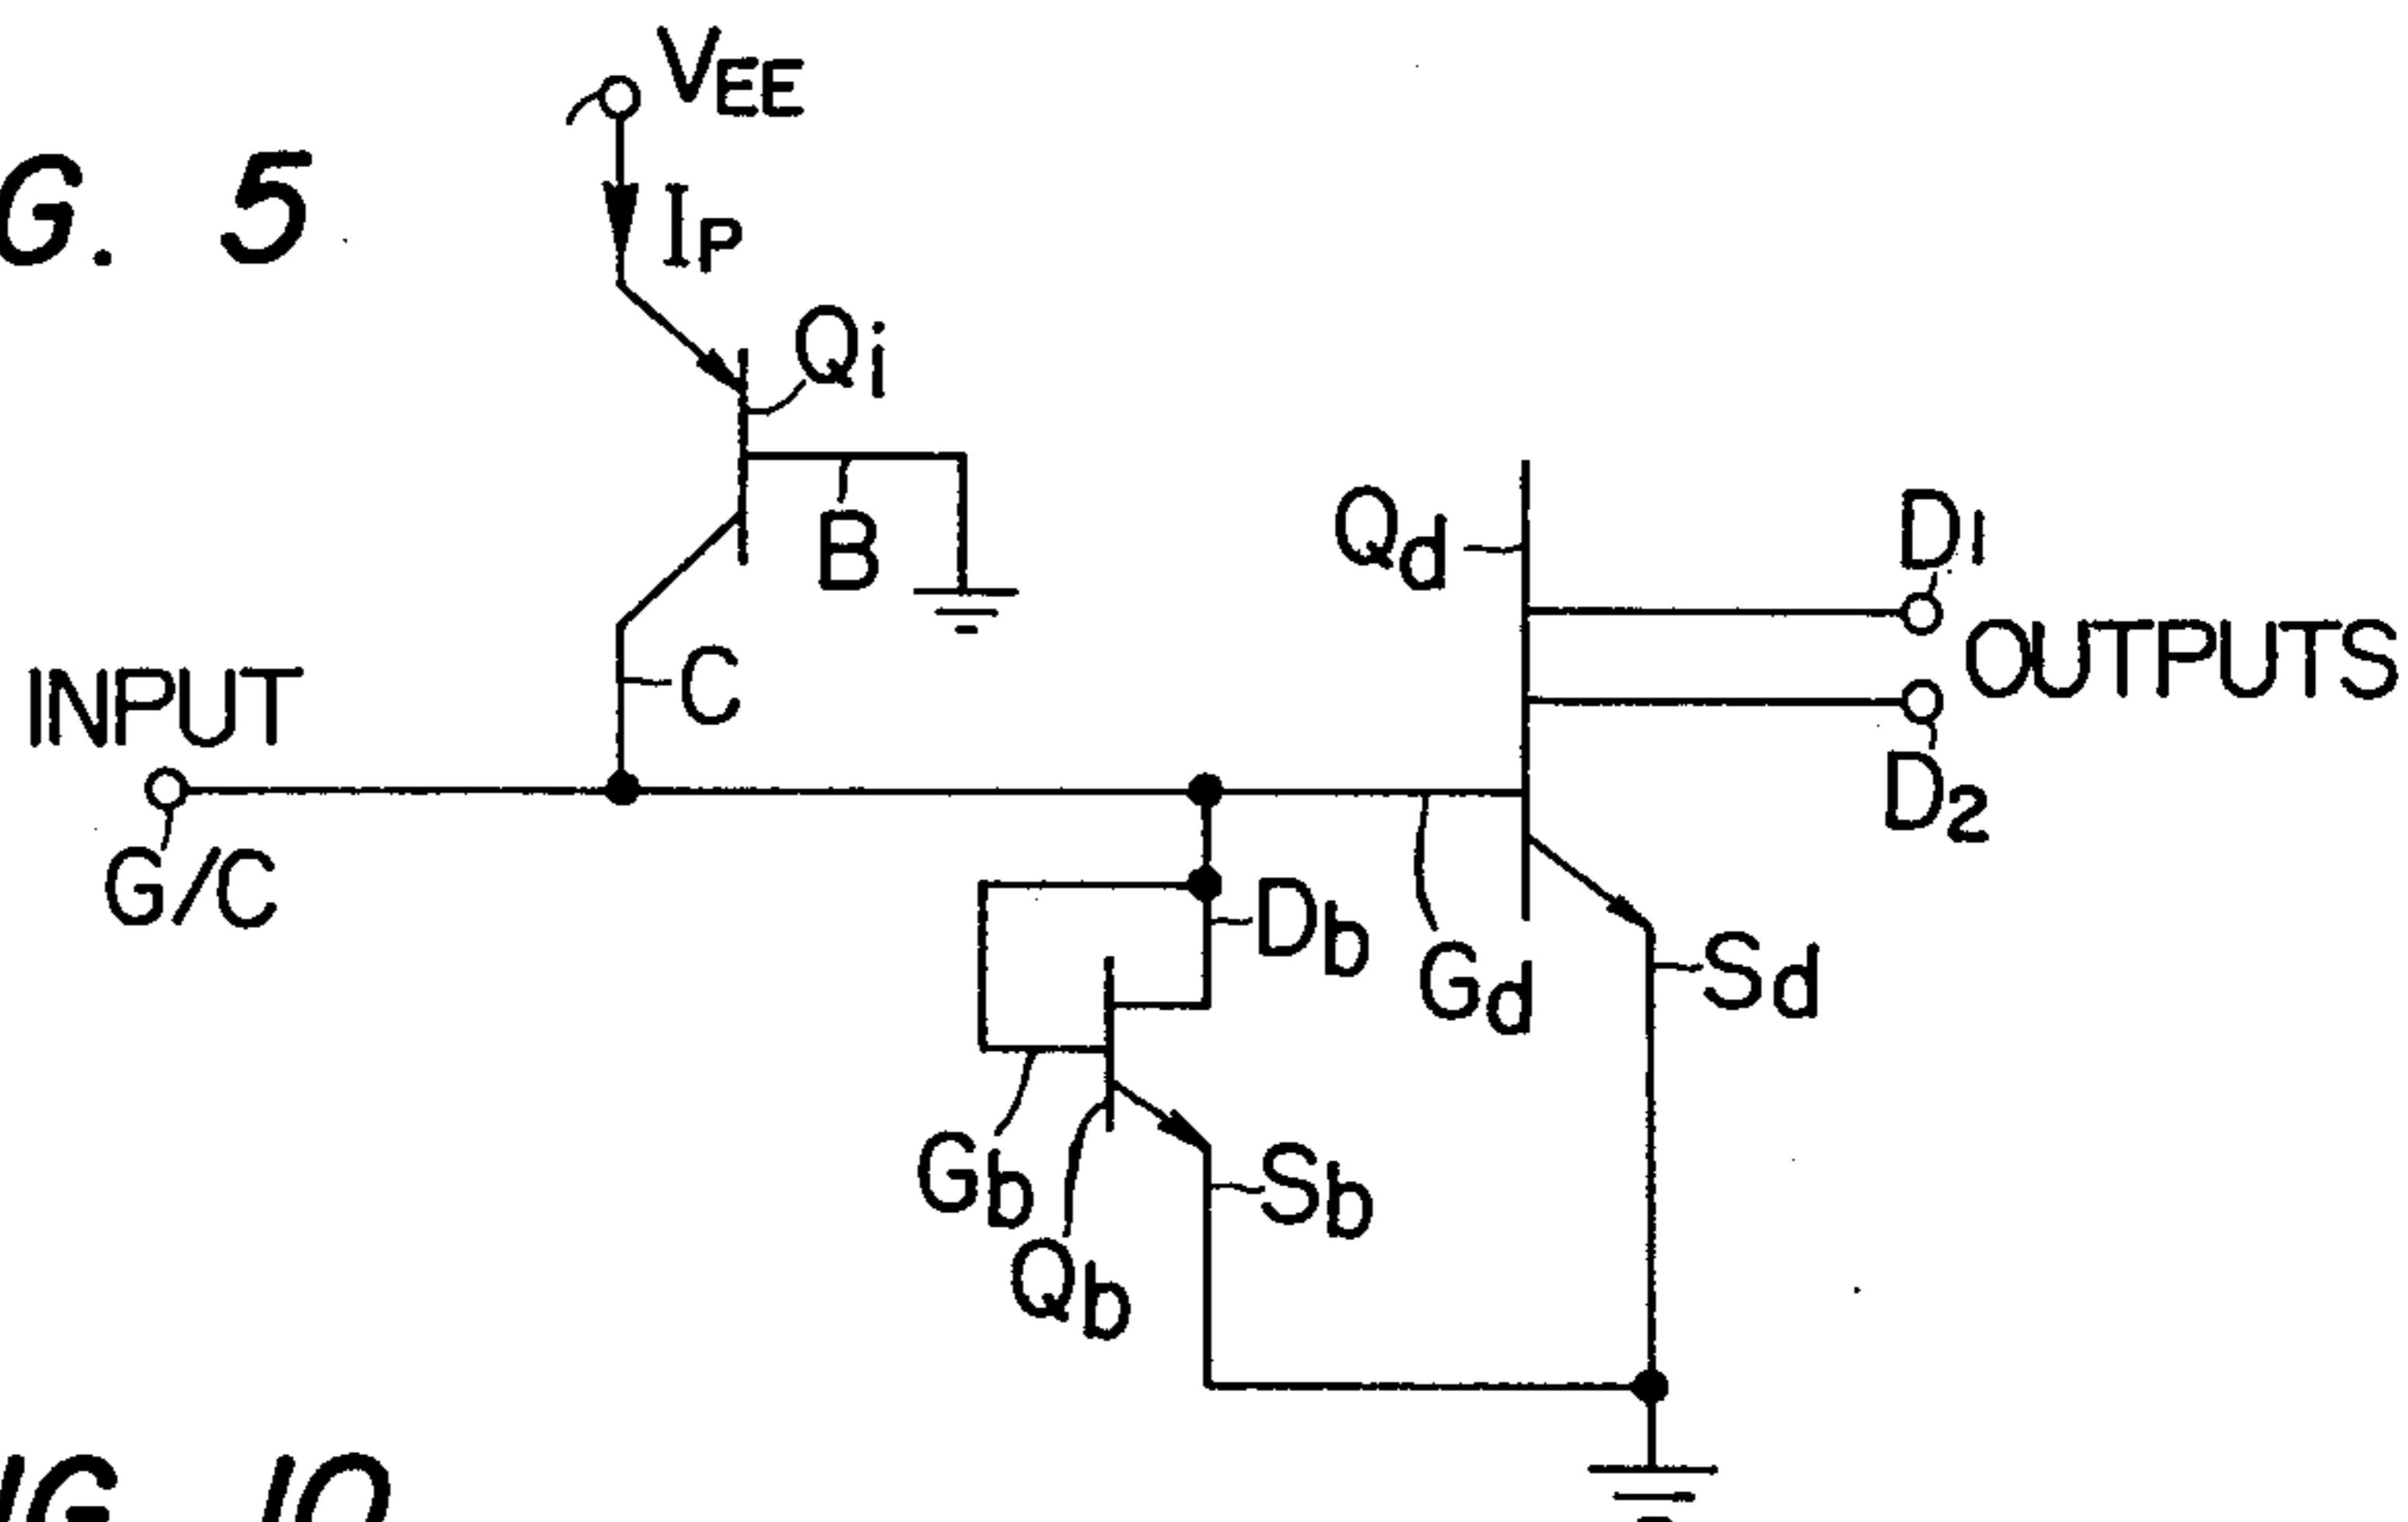 VEE
G. 5
IP
Qi
B
Qd
D1
C
INPUT
OUTPUTS
D2
G/C
Db
Gd
Sd
Gb
Sb
Qb
IG. 10